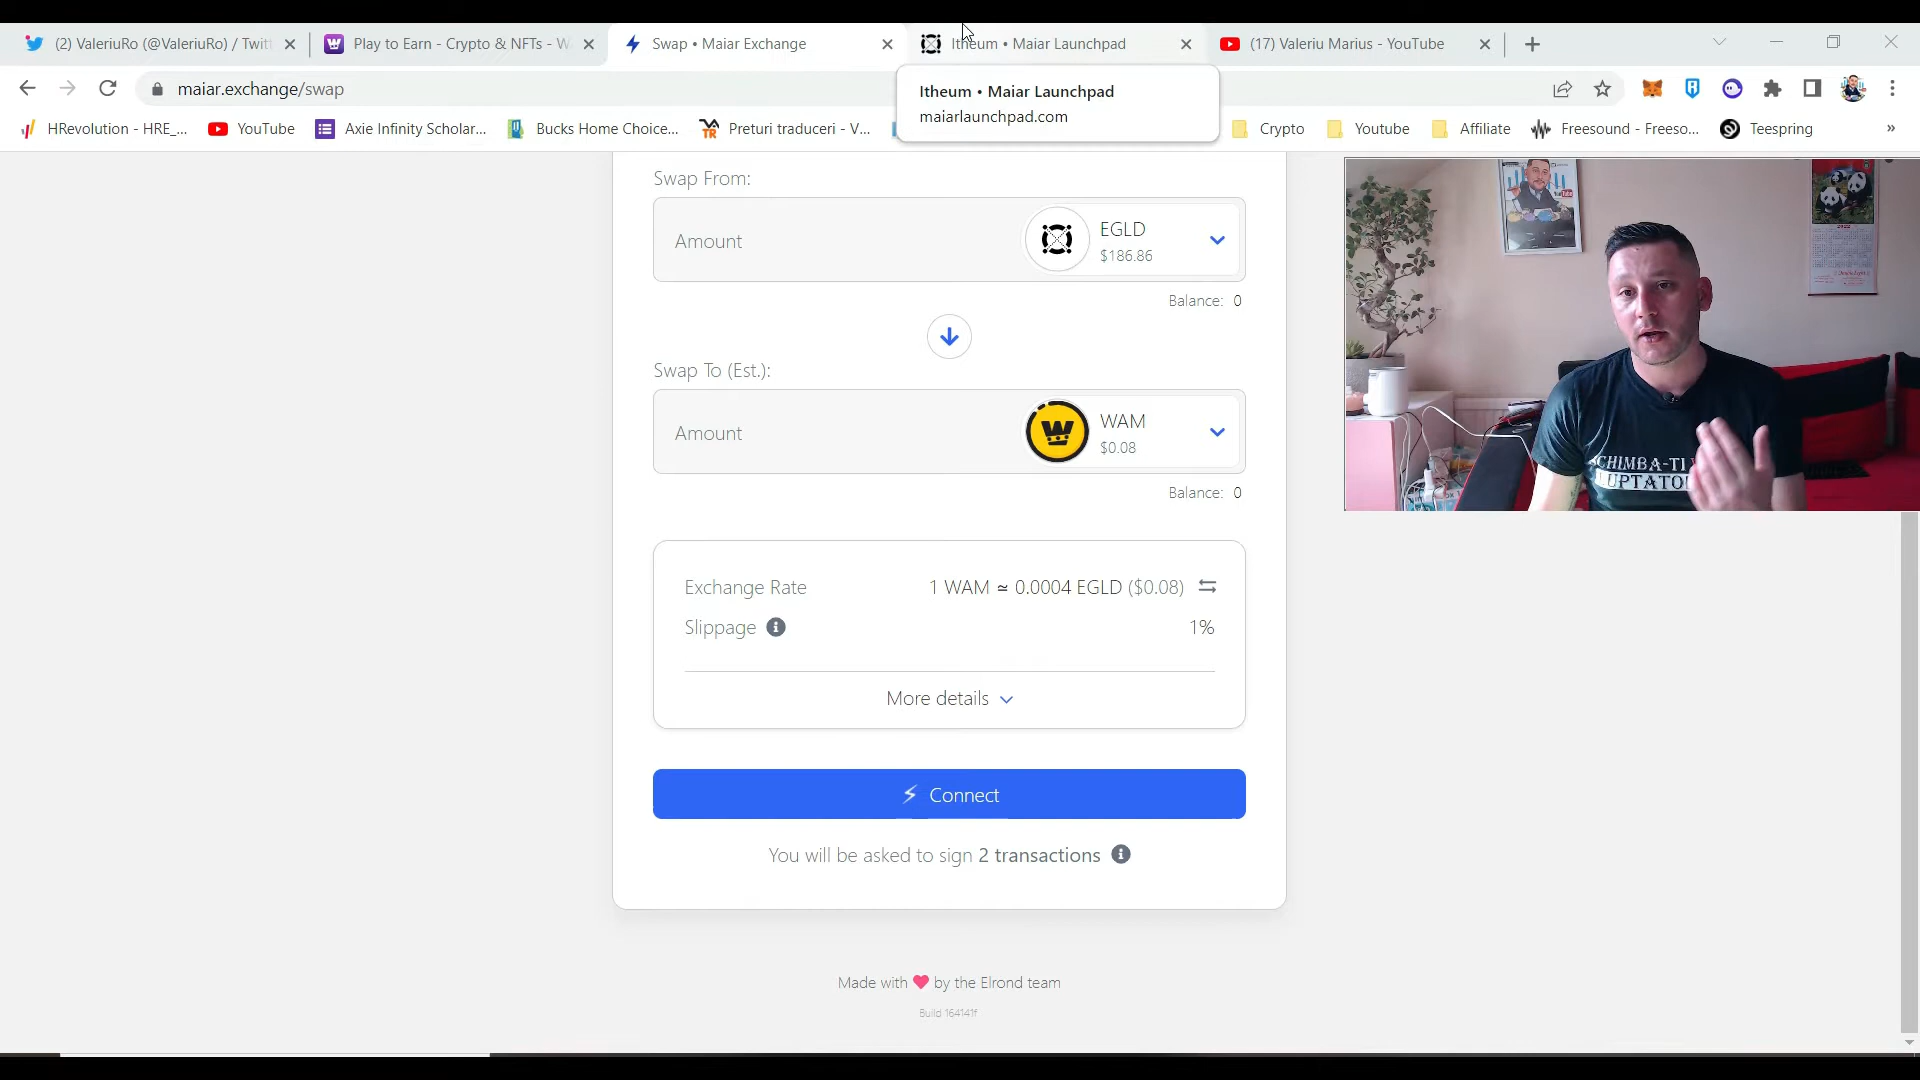 (2) ValeriuRo (@ValeriuRo) / Twitt
Play to Earn - Crypto & NFTs - W
Swap • Maiar Exchange
Itheum • Maiar Launchpad
(17) Valeriu Marius - YouTube
maiar.exchange/swap
Itheum • Maiar Launchpad
maiarlaunchpad.com
HRevolution - HRE_...
YouTube
Axie Infinity Scholar...
Bucks Home Choice...
Preturi traduceri - V...
Crypto
Youtube
Affiliate
Freesound - Freeso...
Teespring
»
Swap From:
Amount
EGLD
$186.86
Balance: 0
Swap To (Est.):
Amount
WAM
$0.08
Balance: 0
Exchange Rate
1 WAM ≃ 0.0004 EGLD ($0.08)
Slippage
1%
More details
Connect
You will be asked to sign 2 transactions
Made with ❤ by the Elrond team
Build 164141f
CHIMBA-TI
UPTATO